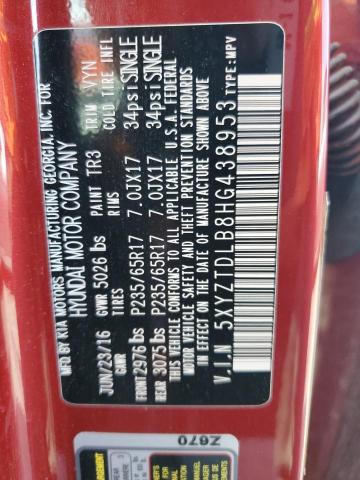 MFD BY KIA MOTORS MANUFACTURING GEORGIA, INC. FOR
HYUNDAI MOTOR COMPANY
JUN/23/16 PAINT TR3 TRIM VYN
GVWR 5026 lbs
GAWR TIRES RIMS COLD TIRE INFL
FRONT 2976 lbs P235/65R17 7.0JX17 34psi SINGLE
REAR 3075 lbs P235/65R17 7.0JX17 34psi SINGLE
THIS VEHICLE CONFORMS TO ALL APPLICABLE U.S.A. FEDERAL
MOTOR VEHICLE SAFETY AND THEFT PREVENTION STANDARDS
IN EFFECT ON THE DATE OF MANUFACTURE SHOWN ABOVE.
V.I.N 5XYZTDLB8HG438953 TYPE:MPV
Z670
MANUEL